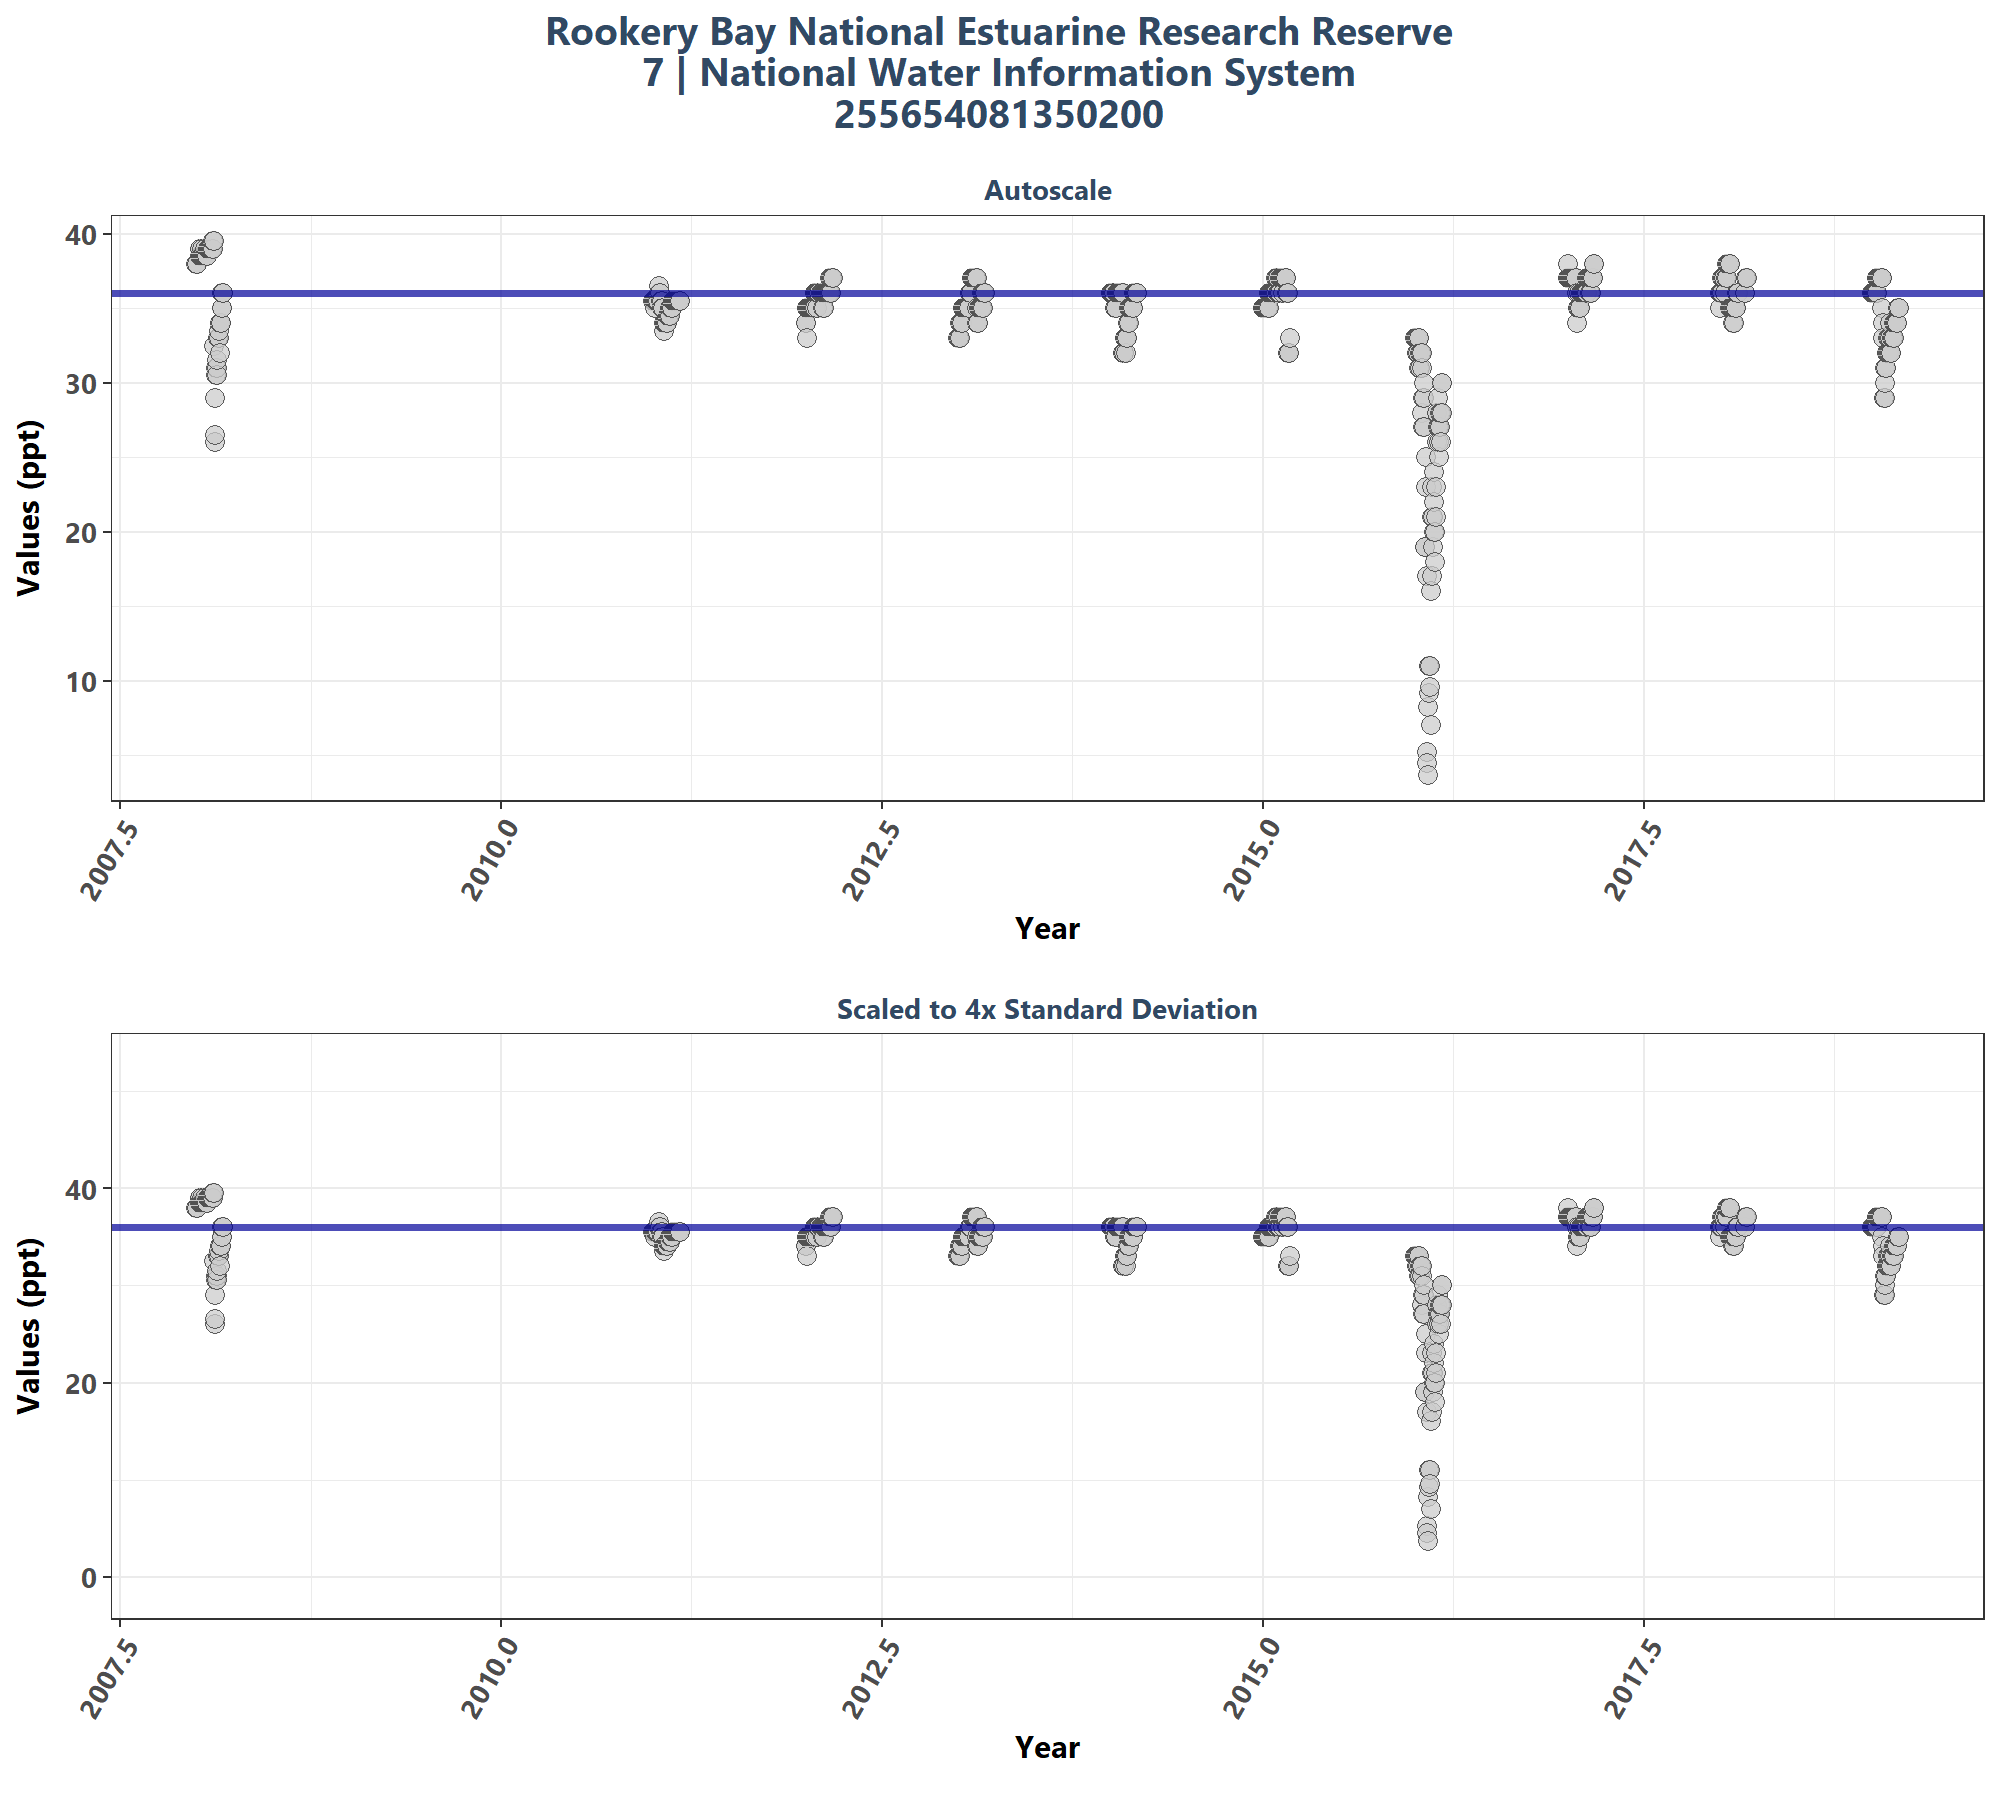 Rookery Bay National Estuarine Research Reserve
7 | National Water Information System
255654081350200
Autoscale
Values (ppt)
40
30
20
10
2007.5
2010.0
2012.5
2015.0
2017.5
Year
Scaled to 4x Standard Deviation
Values (ppt)
40
20
0
2007.5
2010.0
2012.5
2015.0
2017.5
Year